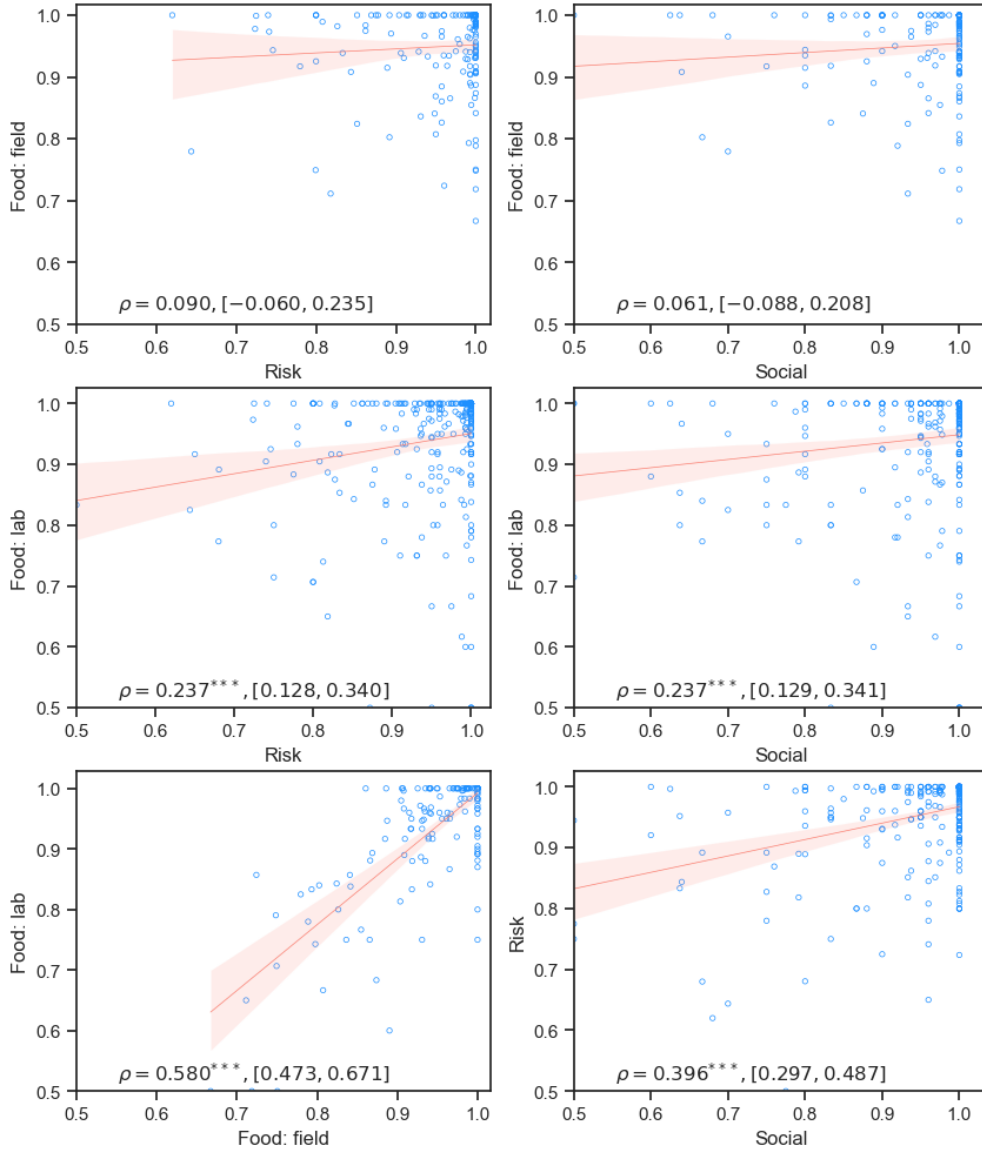 1.0
0.9
0.8
0.7
0.6
0.5
Food: field
ρ = 0.090, [−0.060, 0.235]
0.5 0.6 0.7 0.8 0.9 1.0
Risk
1.0
0.9
0.8
0.7
0.6
0.5
Food: field
ρ = 0.061, [−0.088, 0.208]
0.5 0.6 0.7 0.8 0.9 1.0
Social
1.0
0.9
0.8
0.7
0.6
0.5
Food: lab
ρ = 0.237***, [0.128, 0.340]
0.5 0.6 0.7 0.8 0.9 1.0
Risk
1.0
0.9
0.8
0.7
0.6
0.5
Food: lab
ρ = 0.237***, [0.129, 0.341]
0.5 0.6 0.7 0.8 0.9 1.0
Social
1.0
0.9
0.8
0.7
0.6
0.5
Food: lab
ρ = 0.580***, [0.473, 0.671]
0.5 0.6 0.7 0.8 0.9 1.0
Food: field
1.0
0.9
0.8
0.7
0.6
0.5
Risk
ρ = 0.396***, [0.297, 0.487]
0.5 0.6 0.7 0.8 0.9 1.0
Social